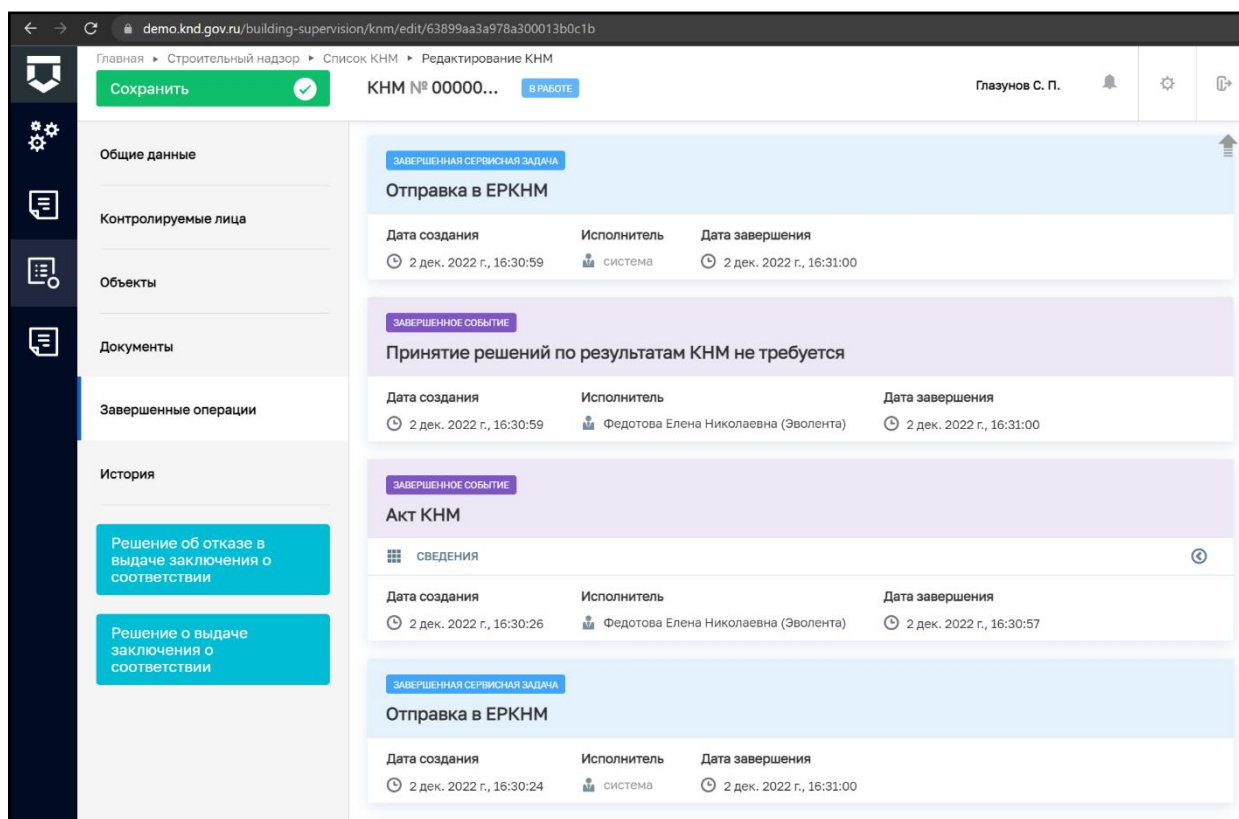 demo.knd.gov.ru/building-supervision/knm/edit/63899aa3a978a300013b0c1b
Главная ▸ Строительный надзор ▸ Список КНМ ▸ Редактирование КНМ
Сохранить
КНМ № 00000...
В РАБОТЕ
Глазунов С. П.
Общие данные
Контролируемые лица
Объекты
Документы
Завершенные операции
История
Решение об отказе в
выдаче заключения о
соответствии
Решение о выдаче
заключения о
соответствии
ЗАВЕРШЕННАЯ СЕРВИСНАЯ ЗАДАЧА
Отправка в ЕРКНМ
Дата создания Исполнитель Дата завершения
2 дек. 2022 г., 16:30:59 система 2 дек. 2022 г., 16:31:00
ЗАВЕРШЕННОЕ СОБЫТИЕ
Принятие решений по результатам КНМ не требуется
Дата создания Исполнитель Дата завершения
2 дек. 2022 г., 16:30:59 Федотова Елена Николаевна (Эволента) 2 дек. 2022 г., 16:31:00
ЗАВЕРШЕННОЕ СОБЫТИЕ
Акт КНМ
СВЕДЕНИЯ
Дата создания Исполнитель Дата завершения
2 дек. 2022 г., 16:30:26 Федотова Елена Николаевна (Эволента) 2 дек. 2022 г., 16:30:57
ЗАВЕРШЕННАЯ СЕРВИСНАЯ ЗАДАЧА
Отправка в ЕРКНМ
Дата создания Исполнитель Дата завершения
2 дек. 2022 г., 16:30:24 система 2 дек. 2022 г., 16:31:00